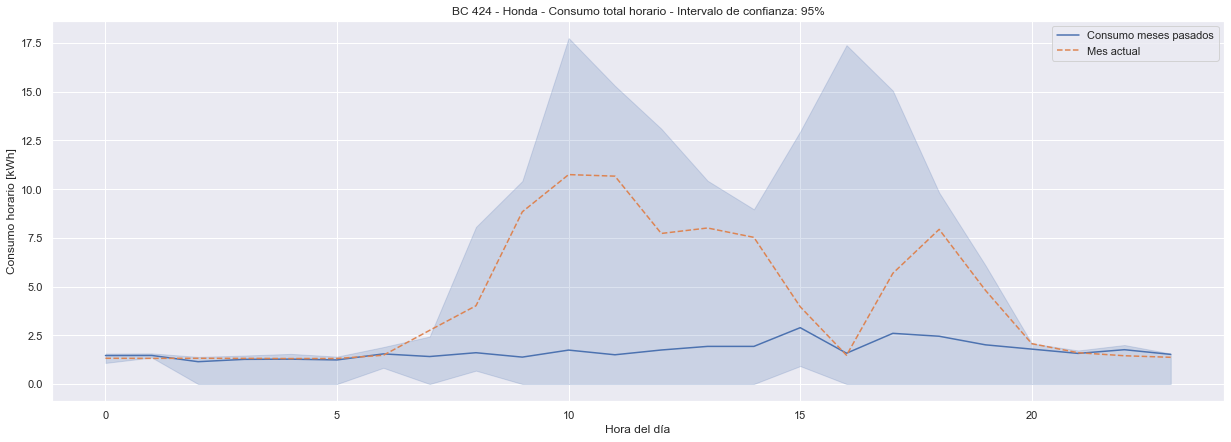 BC 424 - Honda - Consumo total horario - Intervalo de confianza: 95%
Consumo meses pasados
Mes actual
Consumo horario [kWh]
17.5
15.0
12.5
10.0
7.5
5.0
2.5
0.0
0 5 10 15 20
Hora del día